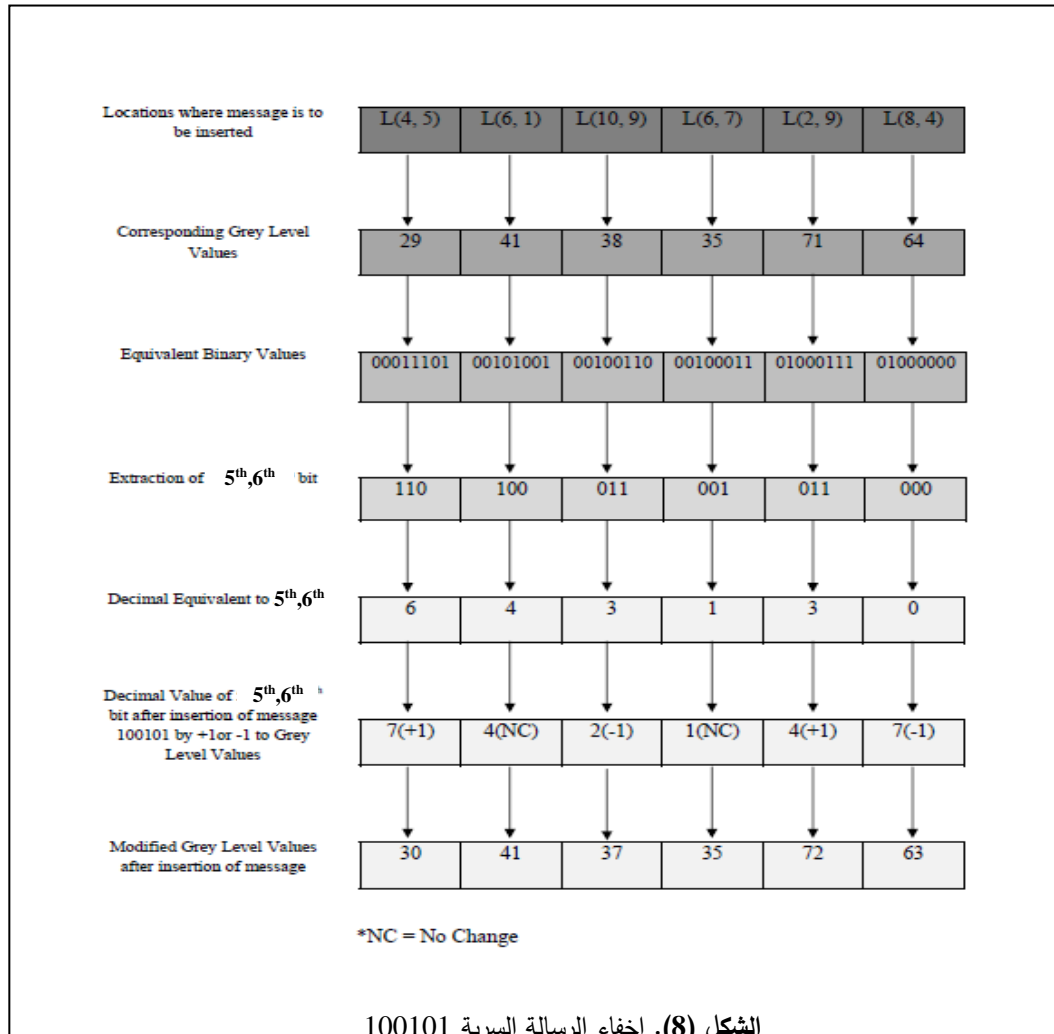 Locations where message is to
be inserted
L(4, 5) L(6, 1) L(10, 9) L(6, 7) L(2, 9) L(8, 4)
Corresponding Grey Level
Values
29 41 38 35 71 64
Equivalent Binary Values
00011101 00101001 00100110 00100011 01000111 01000000
Extraction of 5th,6th bit
110 100 011 001 011 000
Decimal Equivalent to 5th,6th
6 4 3 1 3 0
Decimal Value of 5th,6th h
bit after insertion of message
100101 by +1or -1 to Grey
Level Values
7(+1) 4(NC) 2(-1) 1(NC) 4(+1) 7(-1)
Modified Grey Level Values
after insertion of message
30 41 37 35 72 63
*NC = No Change
الشكل (8). إخفاء الرسالة السرية 100101